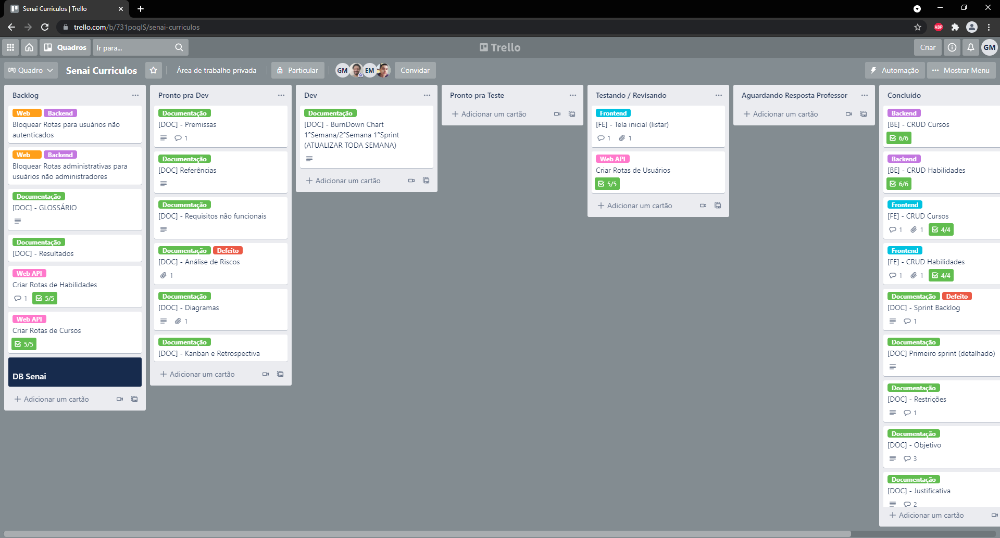 Senai Curriculos | Trello
trello.com/b/731poglS/senai-curriculos
ABP
Quadros
Ir para...
Trello
Criar
GM
Quadro
Senai Curriculos
Área de trabalho privada
Particular
GM
EM
Convidar
Automação
Mostrar Menu
Backlog
Web Backend
Bloquear Rotas para usuários não
autenticados
Web Backend
Bloquear Rotas administrativas para
usuários não administradores
Documentação
[DOC] - GLOSSÁRIO
Documentação
[DOC] - Resultados
Web API
Criar Rotas de Habilidades
1 5/5
Web API
Criar Rotas de Cursos
5/5
DB Senai
Adicionar um cartão
Pronto pra Dev
Documentação
[DOC] - Premissas
1
Documentação
[DOC] Referências
Documentação
[DOC] - Requisitos não funcionais
Documentação Defeito
[DOC] - Análise de Riscos
1
Documentação
[DOC] - Diagramas
1
Documentação
[DOC] - Kanban e Retrospectiva
Adicionar um cartão
Dev
Documentação
[DOC] - BurnDown Chart
1°Semana/2°Semana 1°Sprint
(ATUALIZAR TODA SEMANA)
Adicionar um cartão
Pronto pra Teste
Adicionar um cartão
Testando / Revisando
Frontend
[FE] - Tela inicial (listar)
1 1
Web API
Criar Rotas de Usuários
5/5
Adicionar um cartão
Aguardando Resposta Professor
Adicionar um cartão
Concluído
Backend
[BE] - CRUD Cursos
6/6
Backend
[BE] - CRUD Habilidades
6/6
Frontend
[FE] - CRUD Cursos
1 1 4/4
Frontend
[FE] - CRUD Habilidades
1 1 4/4
Documentação Defeito
[DOC] - Sprint Backlog
1
Documentação
[DOC] Primeiro sprint (detalhado)
Documentação
[DOC] - Restrições
1
Documentação
[DOC] - Objetivo
3
Documentação
[DOC] - Justificativa
2
Adicionar um cartão